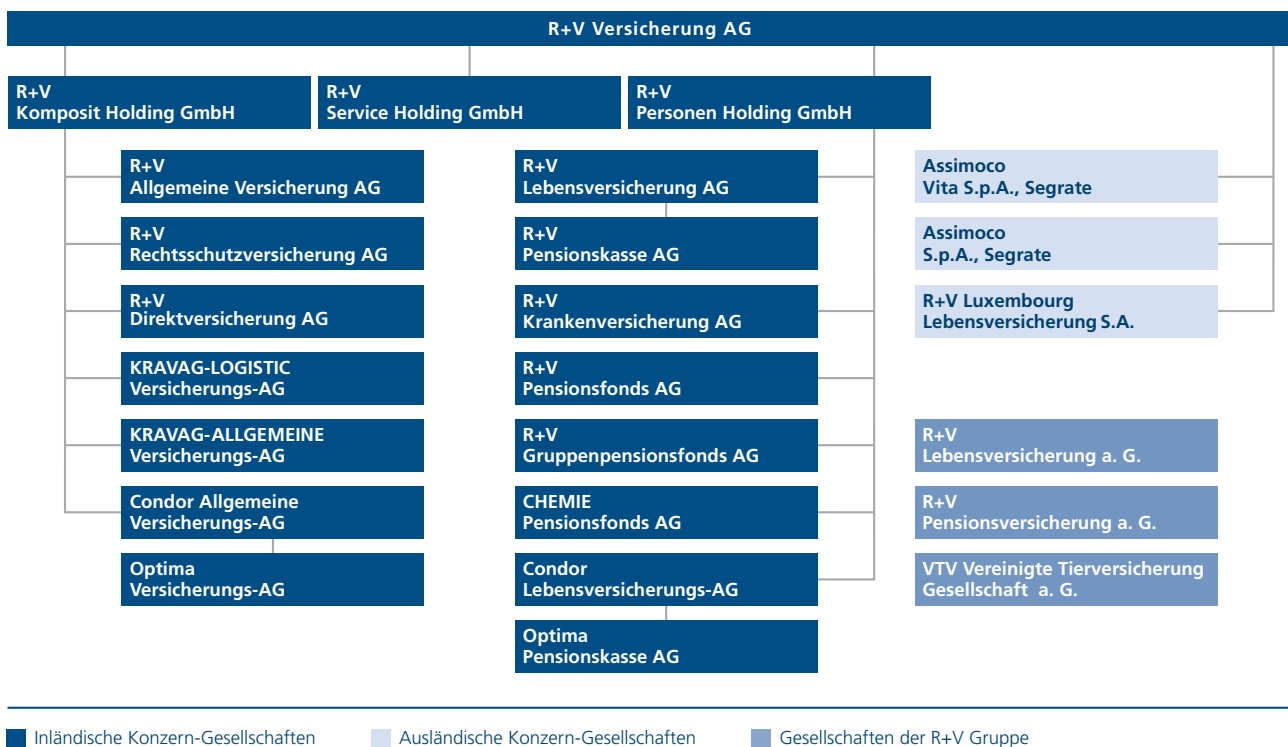 R+V Versicherung AG
R+V
Komposit Holding GmbH
R+V
Service Holding GmbH
R+V
Personen Holding GmbH
R+V
Allgemeine Versicherung AG
R+V
Rechtsschutzversicherung AG
R+V
Direktversicherung AG
KRAVAG-LOGISTIC
Versicherungs-AG
KRAVAG-ALLGEMEINE
Versicherungs-AG
Condor Allgemeine
Versicherungs-AG
Optima
Versicherungs-AG
R+V
Lebensversicherung AG
R+V
Pensionskasse AG
R+V
Krankenversicherung AG
R+V
Pensionsfonds AG
R+V
Gruppenpensionsfonds AG
CHEMIE
Pensionsfonds AG
Condor
Lebensversicherungs-AG
Optima
Pensionskasse AG
Assimoco
Vita S.p.A., Segrate
Assimoco
S.p.A., Segrate
R+V Luxembourg
Lebensversicherung S.A.
R+V
Lebensversicherung a. G.
R+V
Pensionsversicherung a. G.
VTV Vereinigte Tierversicherung
Gesellschaft a. G.
Inländische Konzern-Gesellschaften
Ausländische Konzern-Gesellschaften
Gesellschaften der R+V Gruppe